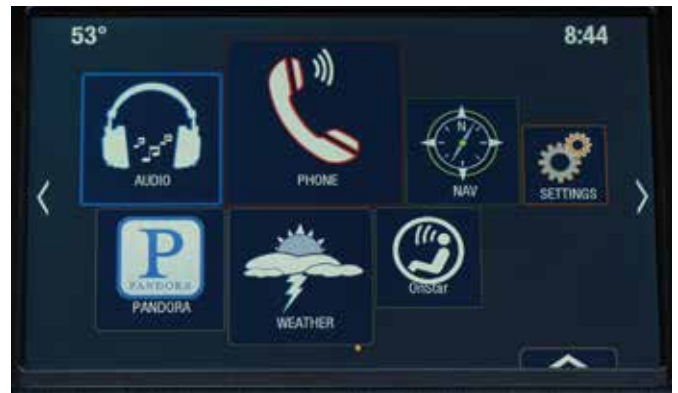 53° 8:44
AUDIO
PHONE
N
NAV
SETTINGS
P
PANDORA
PANDORA
WEATHER
OnStar